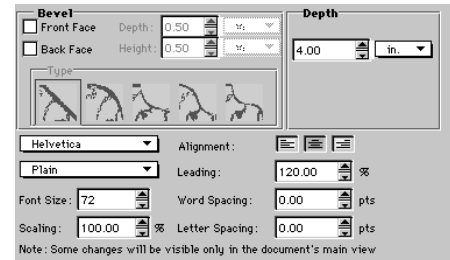 Bevel
Front Face Depth: 0.50
Back Face Height: 0.50
Type
Depth
4.00 in.
Helvetica Alignment:
Plain Leading: 120.00 %
Font Size: 72 Word Spacing: 0.00 pts
Scaling: 100.00 % Letter Spacing: 0.00 pts
Note: Some changes will be visible only in the document's main view